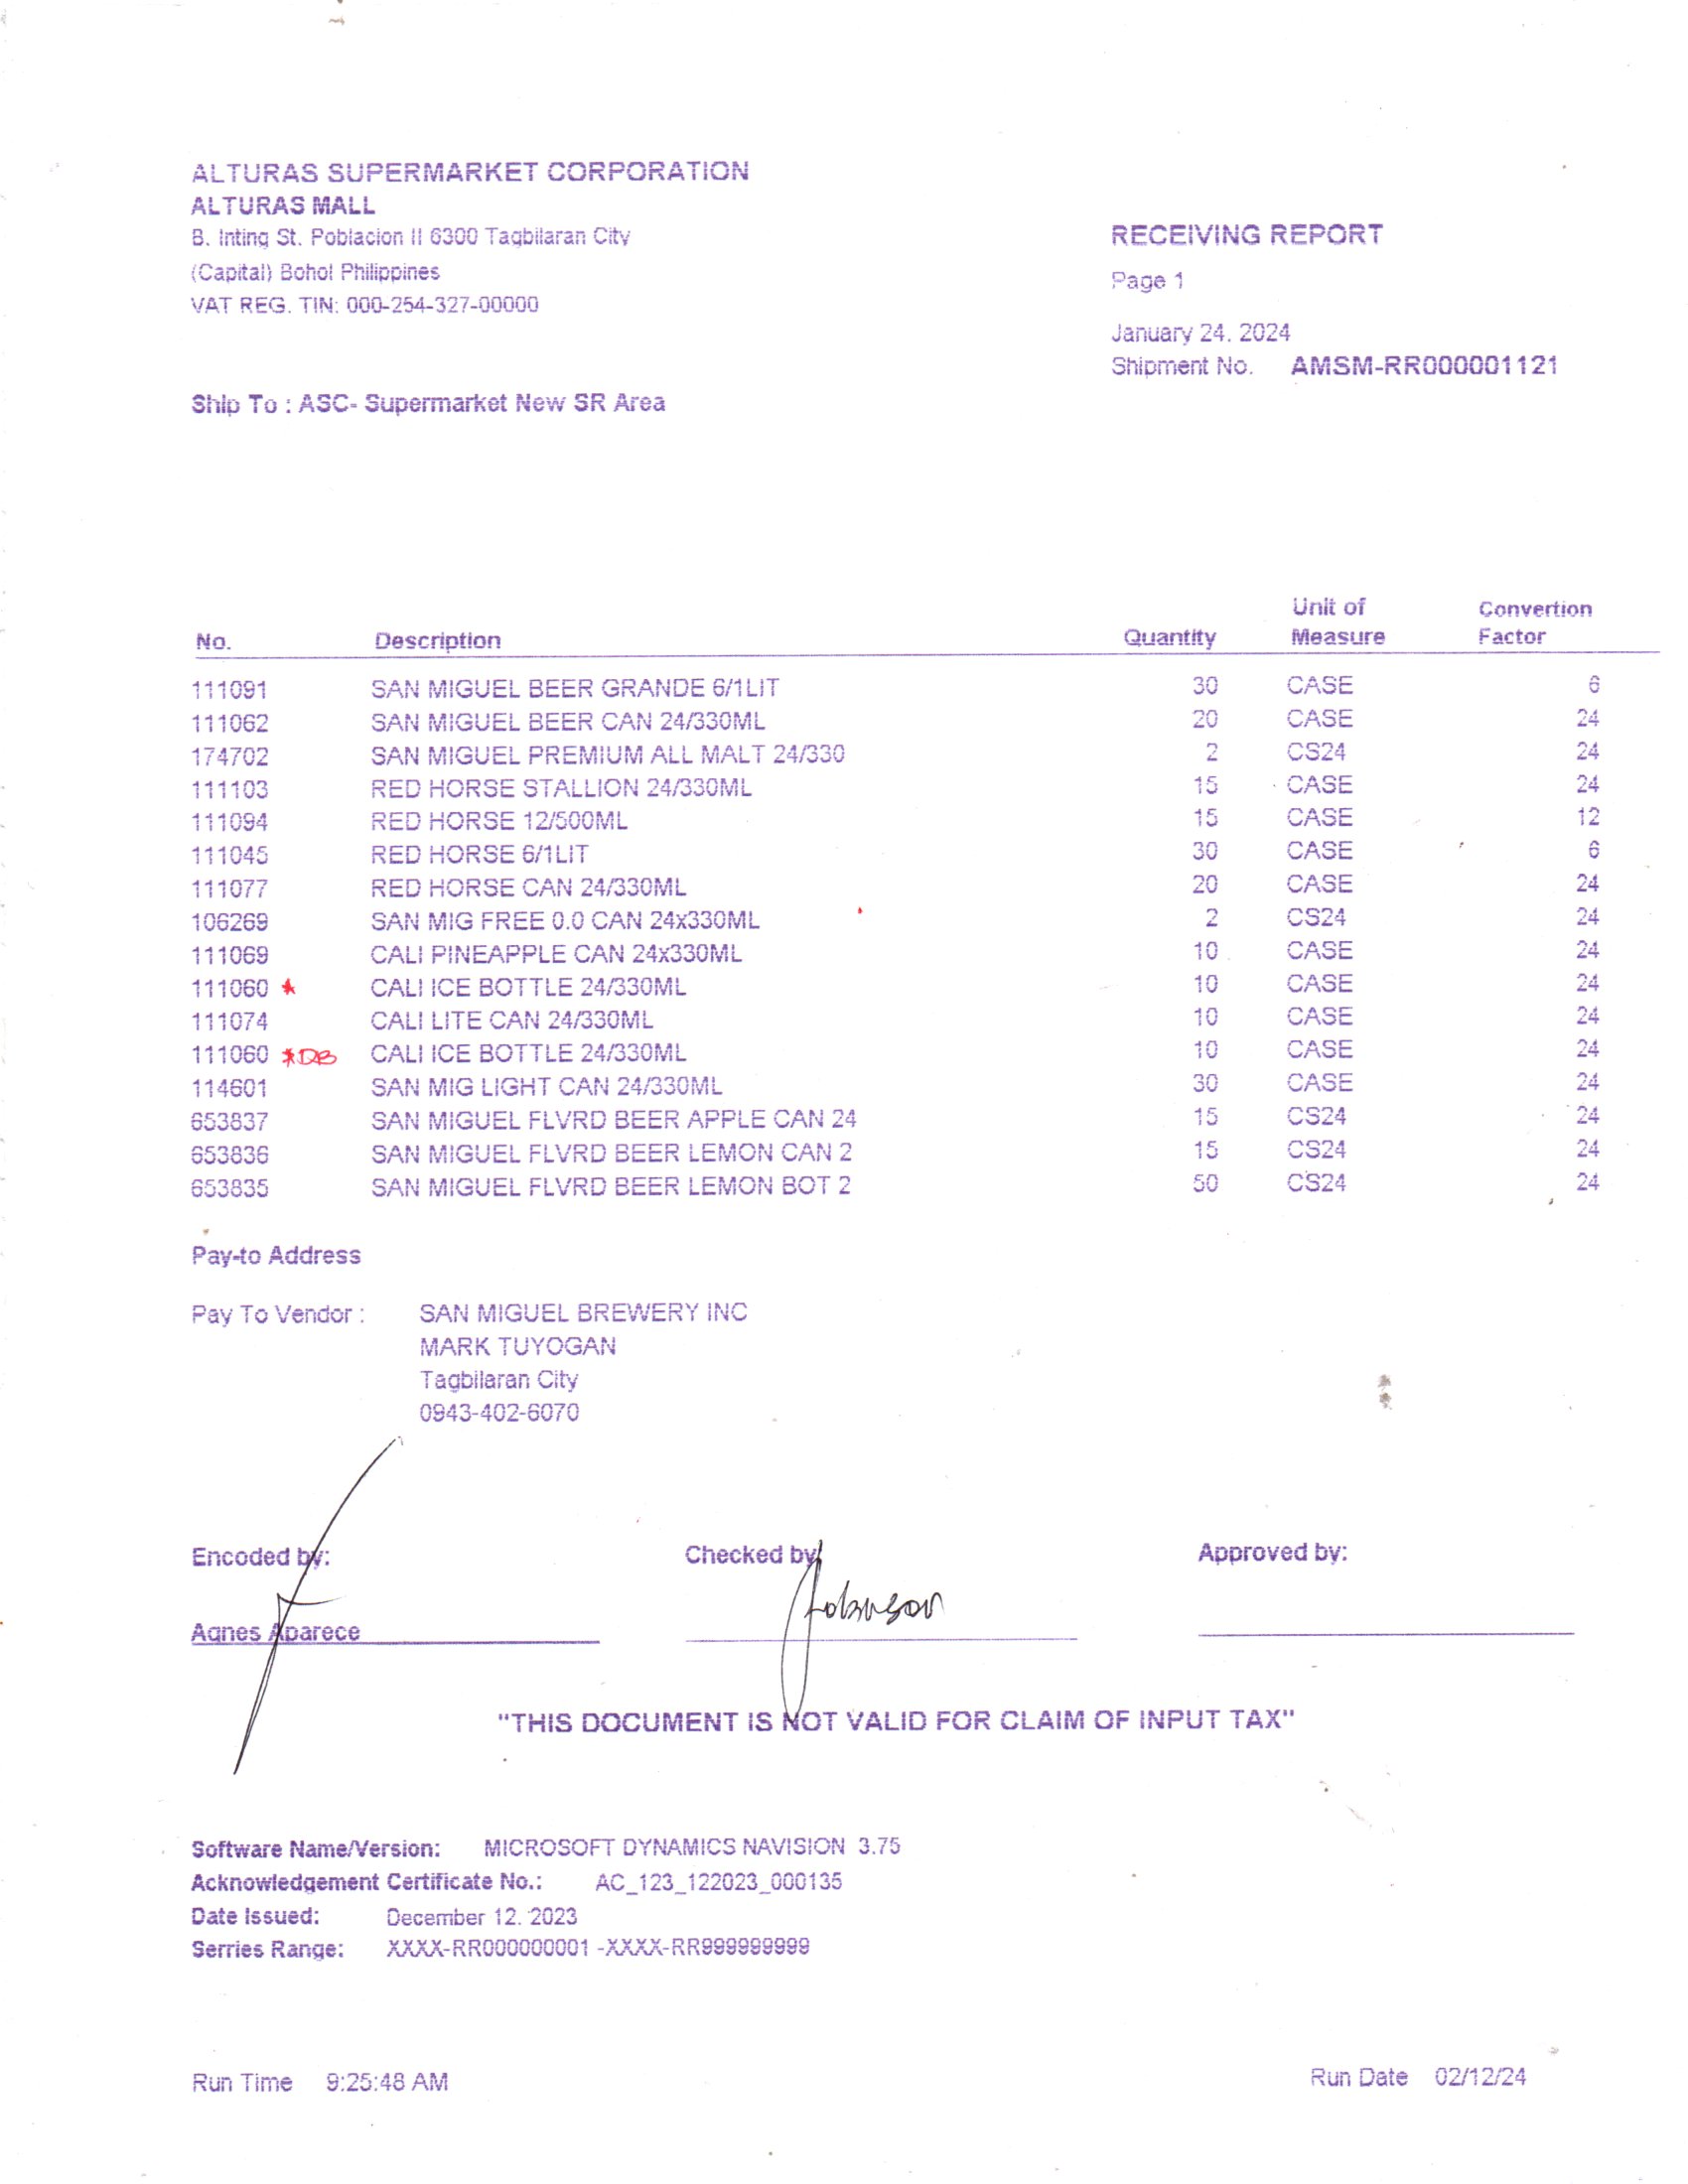 ALTURAS SUPERMARKET CORPORATION
ALTURAS MALL
B. Inting St. Poblacion II 6300 Tagbilaran City
(Capital) Bohol Philippines
VAT REG. TIN: 000-254-327-00000
RECEIVING REPORT
Page 1
January 24, 2024
Shipment No. AMSM-RR000001121
Ship To : ASC- Supermarket New SR Area
No. Description Quantity Unit of Measure Convertion Factor
111091 SAN MIGUEL BEER GRANDE 6/1LIT 30 CASE 6
111062 SAN MIGUEL BEER CAN 24/330ML 20 CASE 24
174702 SAN MIGUEL PREMIUM ALL MALT 24/330 2 CS24 24
111103 RED HORSE STALLION 24/330ML 15 CASE 24
111094 RED HORSE 12/500ML 15 CASE 12
111045 RED HORSE 6/1LIT 30 CASE 6
111077 RED HORSE CAN 24/330ML 20 CASE 24
106269 SAN MIG FREE 0.0 CAN 24x330ML 2 CS24 24
111069 CALI PINEAPPLE CAN 24x330ML 10 CASE 24
111060 * CALI ICE BOTTLE 24/330ML 10 CASE 24
111074 CALI LITE CAN 24/330ML 10 CASE 24
111060 *DB CALI ICE BOTTLE 24/330ML 10 CASE 24
114601 SAN MIG LIGHT CAN 24/330ML 30 CASE 24
653837 SAN MIGUEL FLVRD BEER APPLE CAN 24 15 CS24 24
653836 SAN MIGUEL FLVRD BEER LEMON CAN 2 15 CS24 24
653835 SAN MIGUEL FLVRD BEER LEMON BOT 2 50 CS24 24
Pay-to Address
Pay To Vendor : SAN MIGUEL BREWERY INC
MARK TUYOGAN
Tagbilaran City
0943-402-6070
Encoded by: Checked by Approved by:
Agnes Aparece
"THIS DOCUMENT IS NOT VALID FOR CLAIM OF INPUT TAX"
Software Name/Version: MICROSOFT DYNAMICS NAVISION 3.75
Acknowledgement Certificate No.: AC_123_122023_000135
Date Issued: December 12, 2023
Serries Range: XXXX-RR000000001 -XXXX-RR999999999
Run Time 9:25:48 AM Run Date 02/12/24